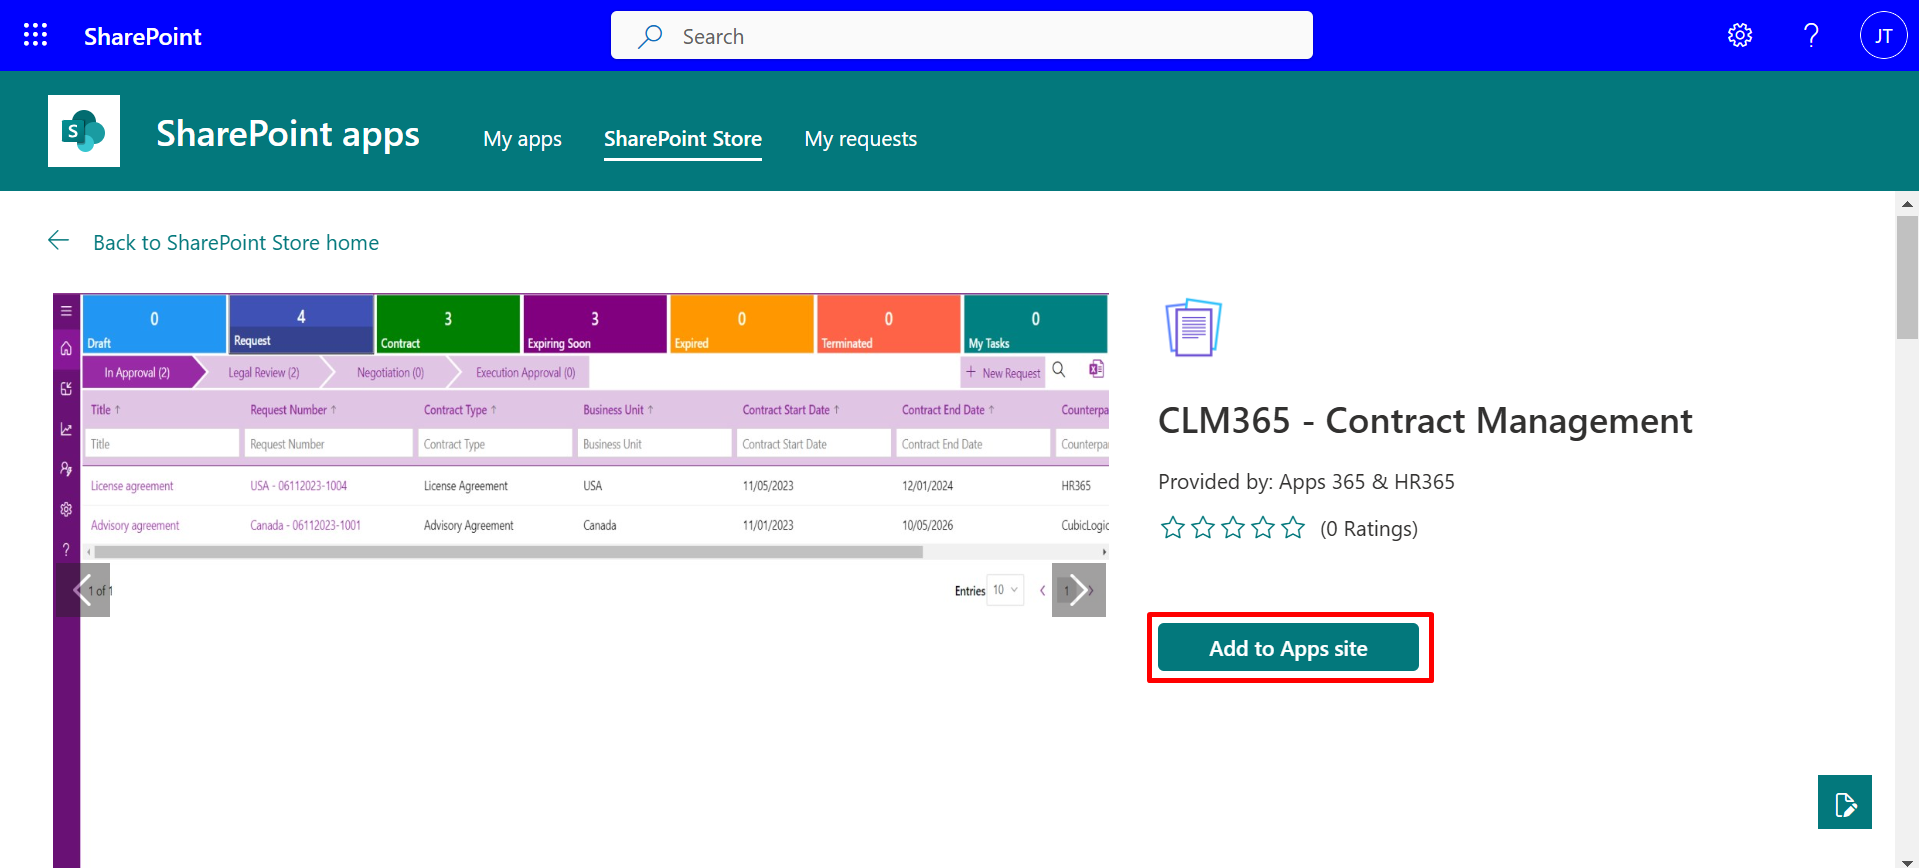 SharePoint
Search
JT
S
SharePoint apps
My apps
SharePoint Store
My requests
Back to SharePoint Store home
0
Draft
4
Request
3
Contract
3
Expiring Soon
0
Expired
0
Terminated
0
My Tasks
In Approval (2)
Legal Review (2)
Negotiation (0)
Execution Approval (0)
+ New Request
Title ↑
Request Number ↑
Contract Type ↑
Business Unit ↑
Contract Start Date ↑
Contract End Date ↑
Counterpa
Title
Request Number
Contract Type
Business Unit
Contract Start Date
Contract End Date
Counterpa
License agreement
USA - 06112023-1004
License Agreement
USA
11/05/2023
12/01/2024
HR365
Advisory agreement
Canada - 06112023-1001
Advisory Agreement
Canada
11/01/2023
10/05/2026
CubicLogic
1 of 1
Entries
10
1
CLM365 - Contract Management
Provided by: Apps 365 & HR365
(0 Ratings)
Add to Apps site